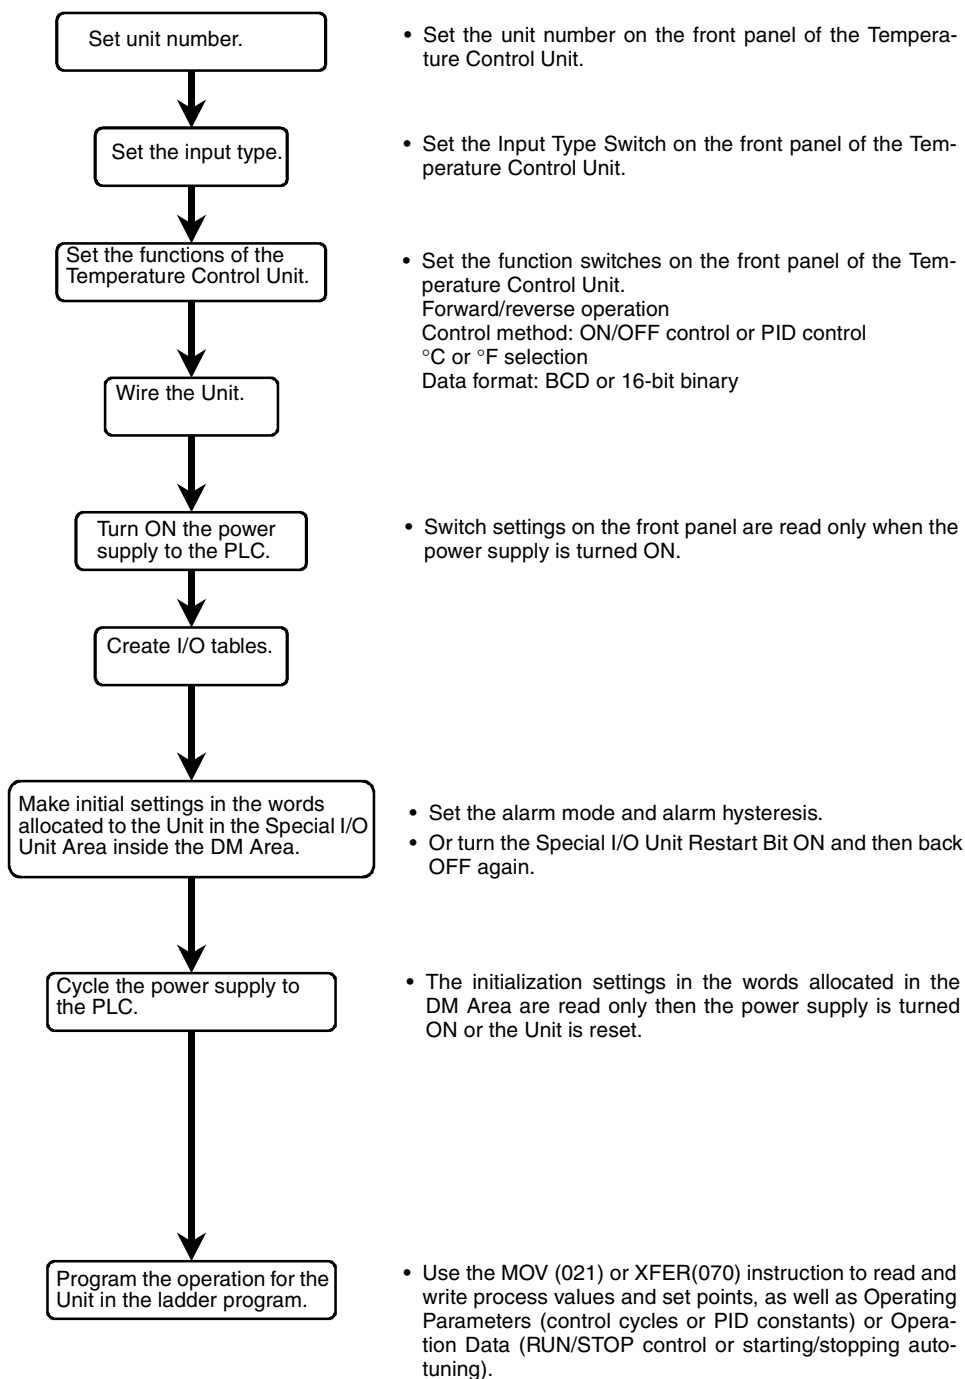 Set unit number.
• Set the unit number on the front panel of the Tempera-
ture Control Unit.
Set the input type.
• Set the Input Type Switch on the front panel of the Tem-
perature Control Unit.
Set the functions of the
Temperature Control Unit.
• Set the function switches on the front panel of the Tem-
perature Control Unit.
Forward/reverse operation
Control method: ON/OFF control or PID control
°C or °F selection
Data format: BCD or 16-bit binary
Wire the Unit.
Turn ON the power
supply to the PLC.
• Switch settings on the front panel are read only when the
power supply is turned ON.
Create I/O tables.
Make initial settings in the words
allocated to the Unit in the Special I/O
Unit Area inside the DM Area.
• Set the alarm mode and alarm hysteresis.
• Or turn the Special I/O Unit Restart Bit ON and then back
OFF again.
Cycle the power supply to
the PLC.
• The initialization settings in the words allocated in the
DM Area are read only then the power supply is turned
ON or the Unit is reset.
Program the operation for the
Unit in the ladder program.
• Use the MOV (021) or XFER(070) instruction to read and
write process values and set points, as well as Operating
Parameters (control cycles or PID constants) or Opera-
tion Data (RUN/STOP control or starting/stopping auto-
tuning).